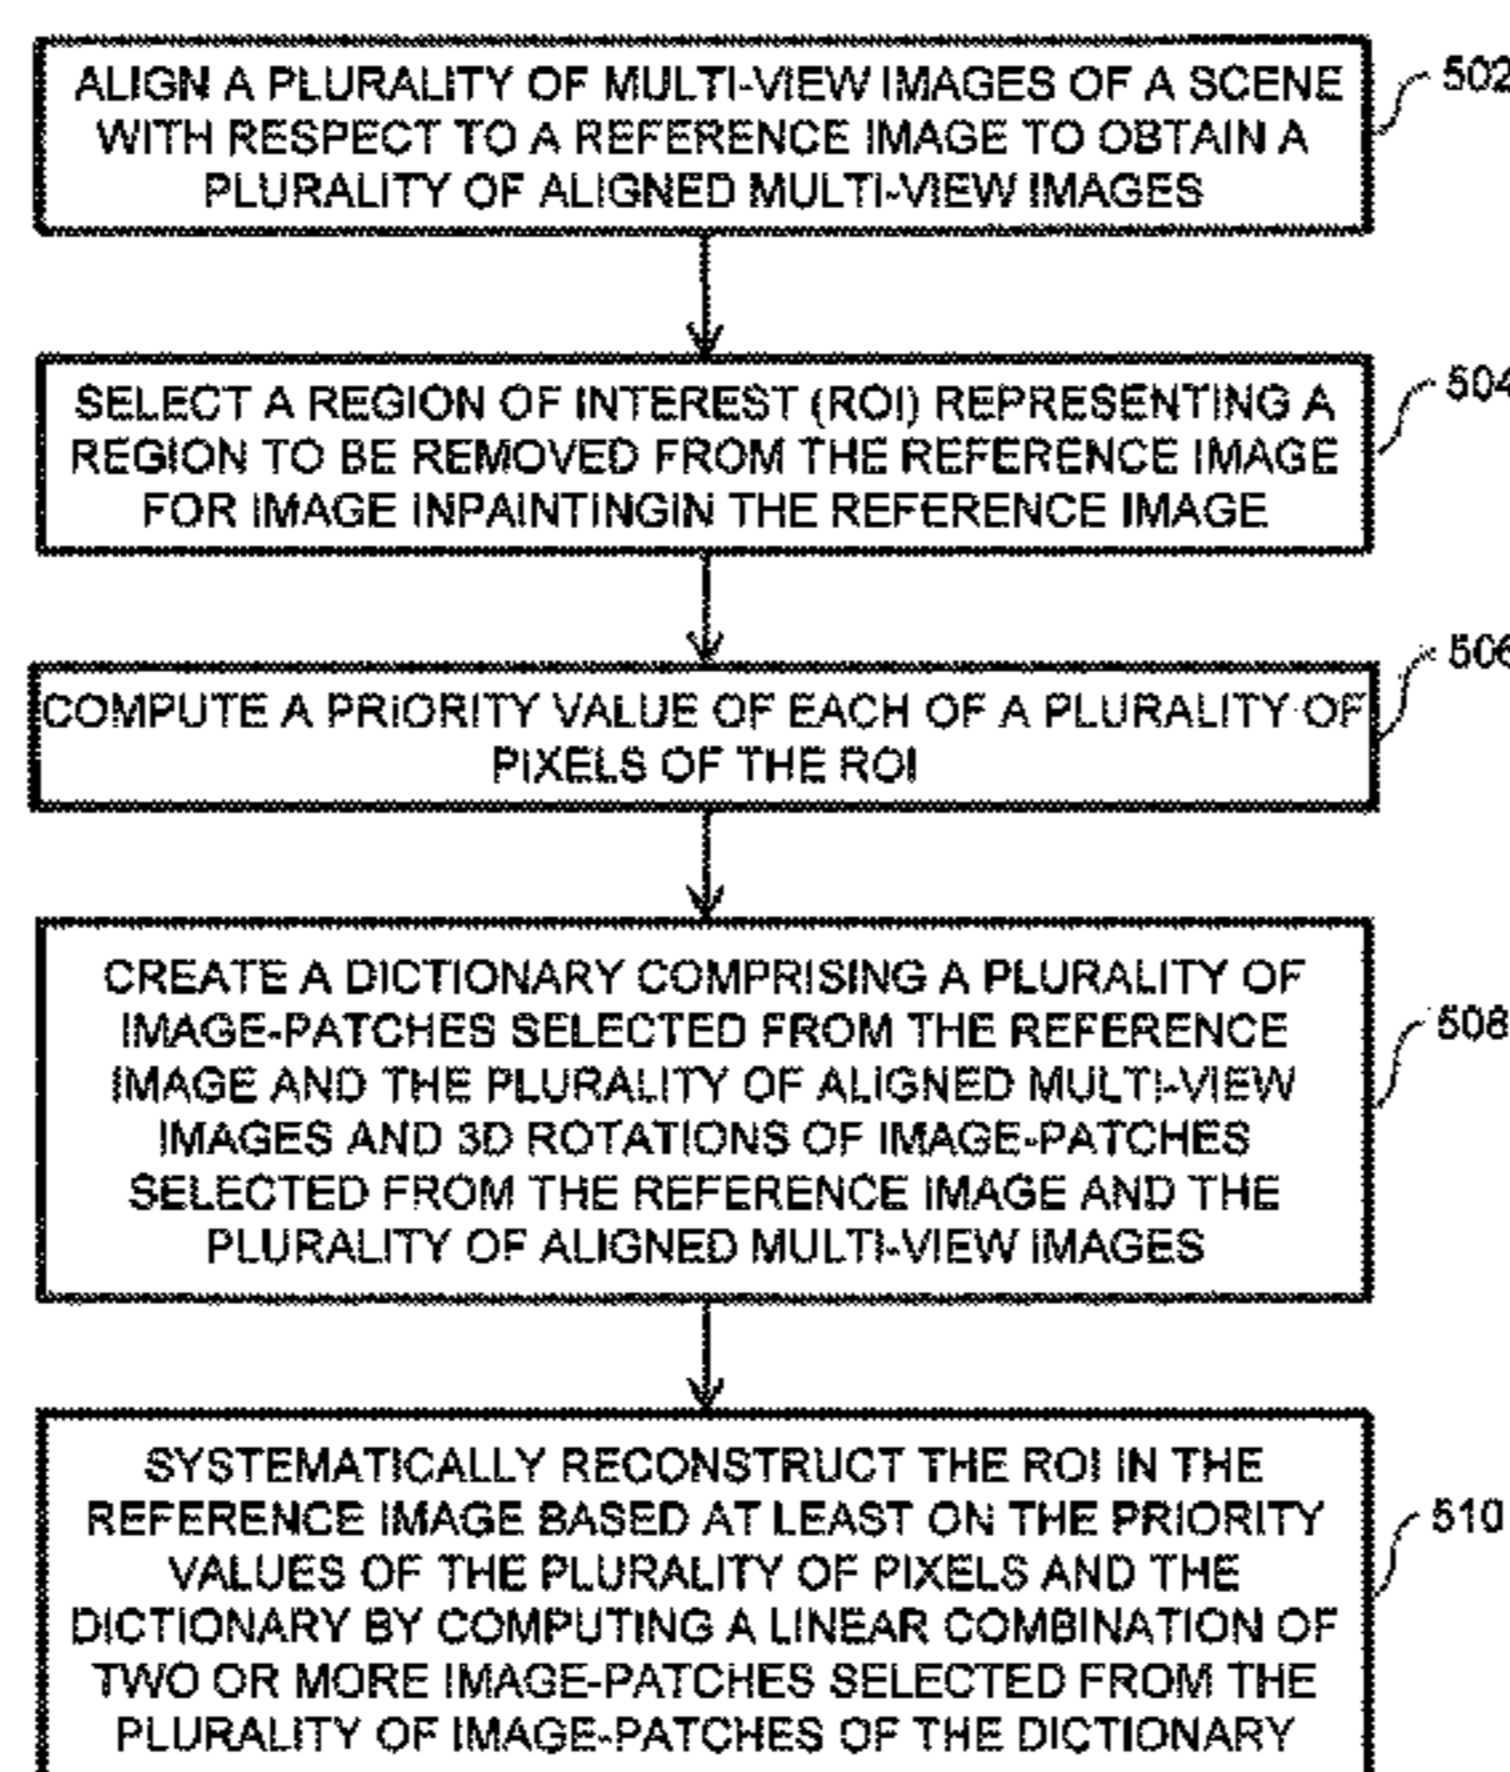 ALIGN A PLURALITY OF MULTI-VIEW IMAGES OF A SCENE
WITH RESPECT TO A REFERENCE IMAGE TO OBTAIN A
PLURALITY OF ALIGNED MULTI-VIEW IMAGES
502
SELECT A REGION OF INTEREST (ROI) REPRESENTING A
REGION TO BE REMOVED FROM THE REFERENCE IMAGE
FOR IMAGE INPAINTINGIN THE REFERENCE IMAGE
504
COMPUTE A PRIORITY VALUE OF EACH OF A PLURALITY OF
PIXELS OF THE ROI
506
CREATE A DICTIONARY COMPRISING A PLURALITY OF
IMAGE-PATCHES SELECTED FROM THE REFERENCE
IMAGE AND THE PLURALITY OF ALIGNED MULTI-VIEW
IMAGES AND 3D ROTATIONS OF IMAGE-PATCHES
SELECTED FROM THE REFERENCE IMAGE AND THE
PLURALITY OF ALIGNED MULTI-VIEW IMAGES
508
SYSTEMATICALLY RECONSTRUCT THE ROI IN THE
REFERENCE IMAGE BASED AT LEAST ON THE PRIORITY
VALUES OF THE PLURALITY OF PIXELS AND THE
DICTIONARY BY COMPUTING A LINEAR COMBINATION OF
TWO OR MORE IMAGE-PATCHES SELECTED FROM THE
PLURALITY OF IMAGE-PATCHES OF THE DICTIONARY
510